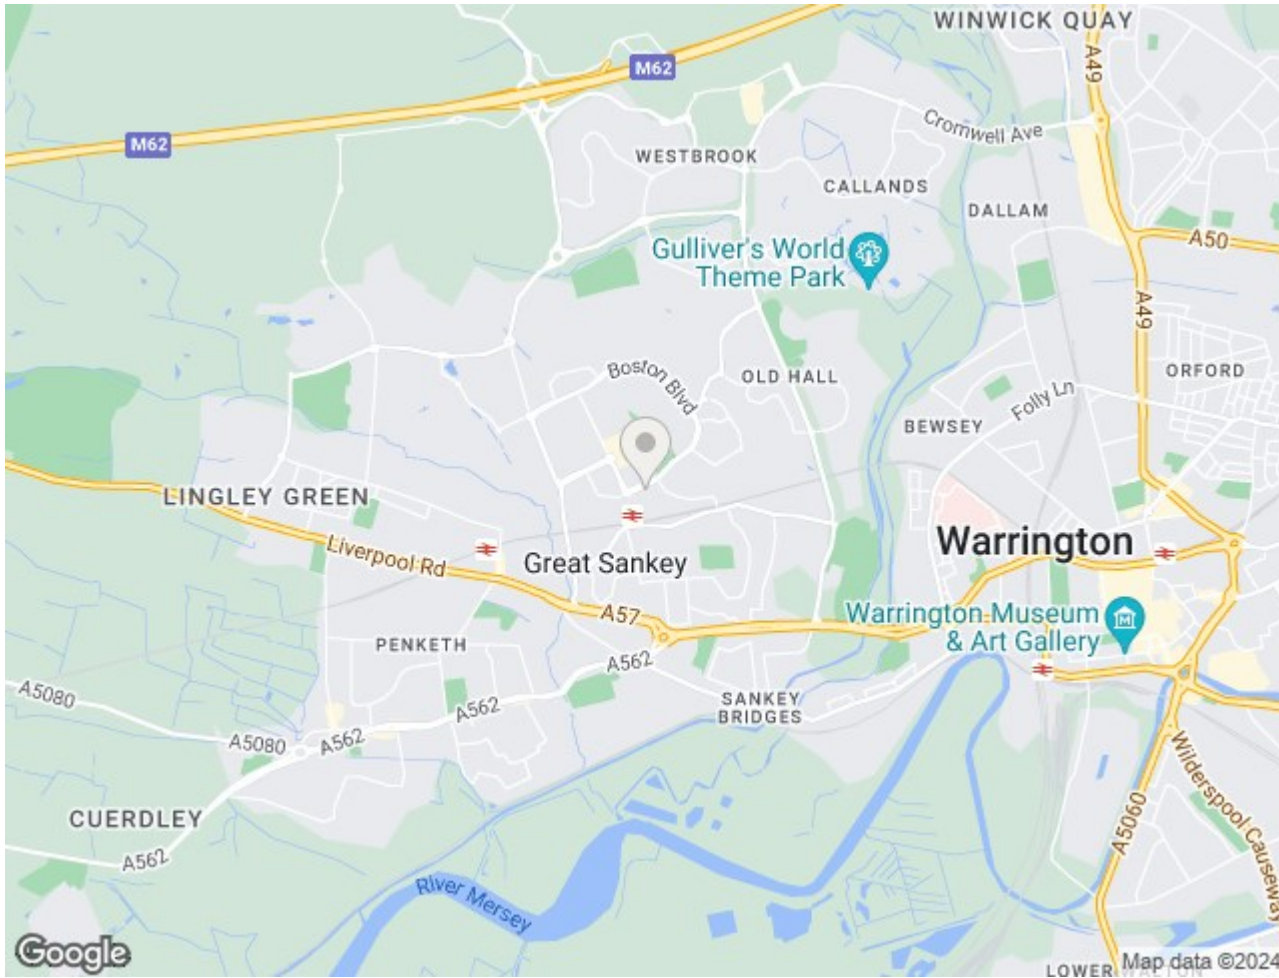 WINWICK QUAY
A49
M62
M62
Cromwell Ave
WESTBROOK
CALLANDS
DALLAM
A50
Gulliver's World
Theme Park
A49
ORFORD
Boston Blvd
OLD HALL
Folly Ln
BEWSEY
LINGLEY GREEN
Warrington
Liverpool Rd
Great Sankey
A57
Warrington Museum
& Art Gallery
M
PENKETH
A562
A5080
A562
SANKEY
BRIDGES
A5080
A562
Wilderspool Causeway
CUERDLEY
A5060
A562
River Mersey
Google
Map data ©2024